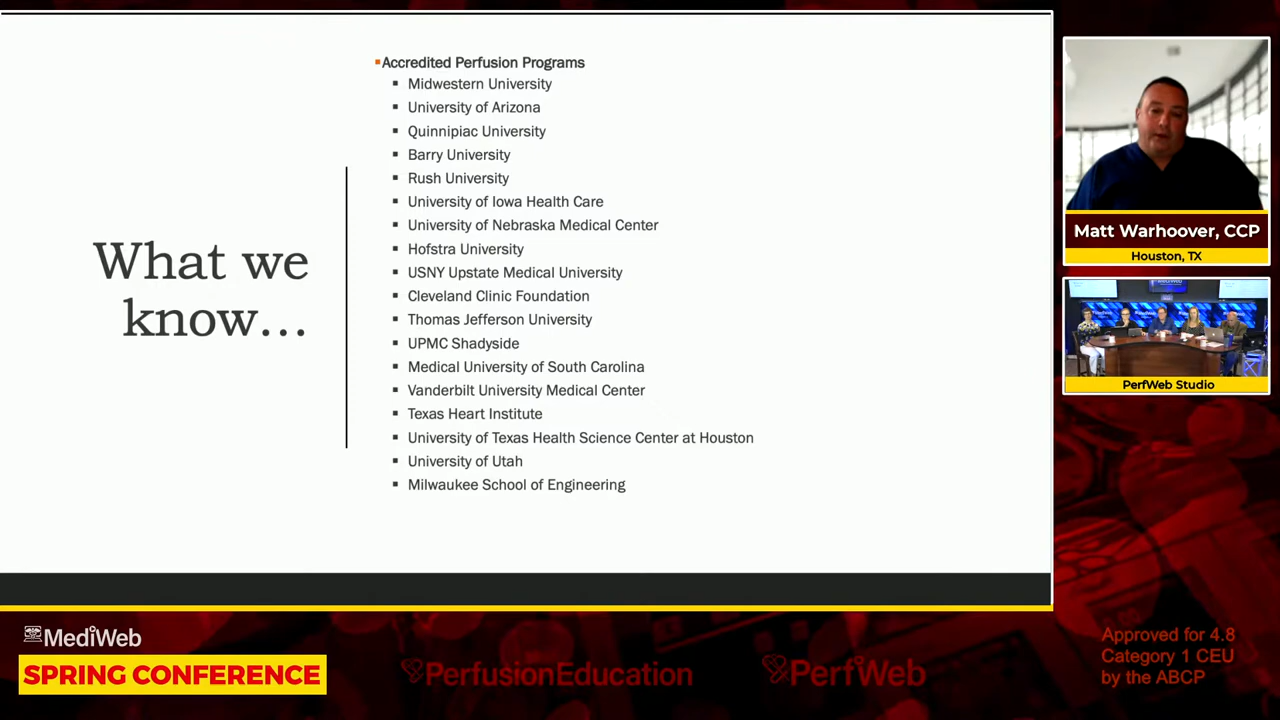 What we
know...
Accredited Perfusion Programs
Midwestern University
University of Arizona
Quinnipiac University
Barry University
Rush University
University of Iowa Health Care
University of Nebraska Medical Center
Hofstra University
USNY Upstate Medical University
Cleveland Clinic Foundation
Thomas Jefferson University
UPMC Shadyside
Medical University of South Carolina
Vanderbilt University Medical Center
Texas Heart Institute
University of Texas Health Science Center at Houston
University of Utah
Milwaukee School of Engineering
Matt Warhoover, CCP
Houston, TX
PerfWeb Studio
MediWeb
SPRING CONFERENCE
PerfusionEducation
PerfWeb
Approved for 4.8
Category 1 CEU
by the ABCP